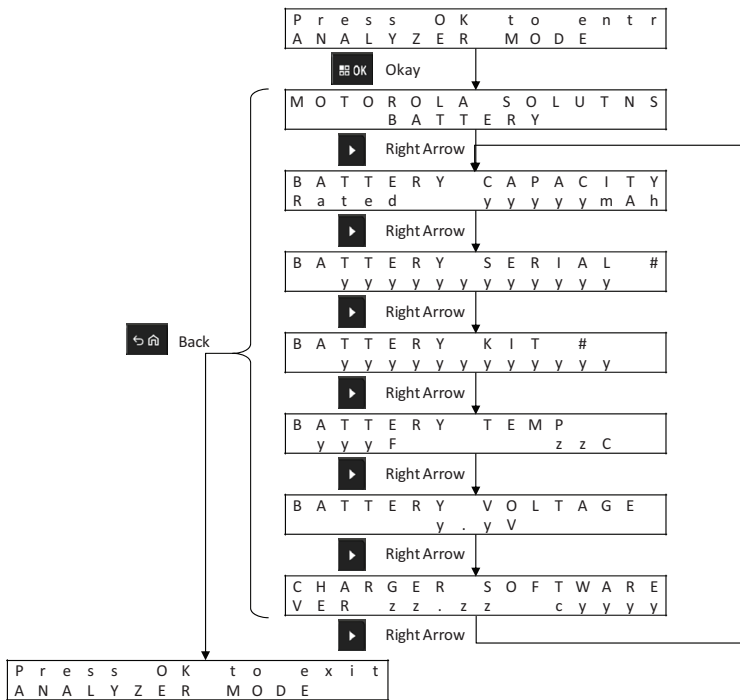 Press OK to entr
ANALYZER MODE
OK Okay
MOTOROLA SOLUTNS
BATTERY
Right Arrow
BATTERY CAPACITY
Rated yyyyymAh
Right Arrow
BATTERY SERIAL #
yyyyyyyyyyyy
Right Arrow
Back
BATTERY KIT #
yyyyyyyyyyyy
Right Arrow
BATTERY TEMP
yyyF zzC
Right Arrow
BATTERY VOLTAGE
y.yV
Right Arrow
CHARGER SOFTWARE
VER zz.zz cyyyy
Right Arrow
Press OK to exit
ANALYZER MODE